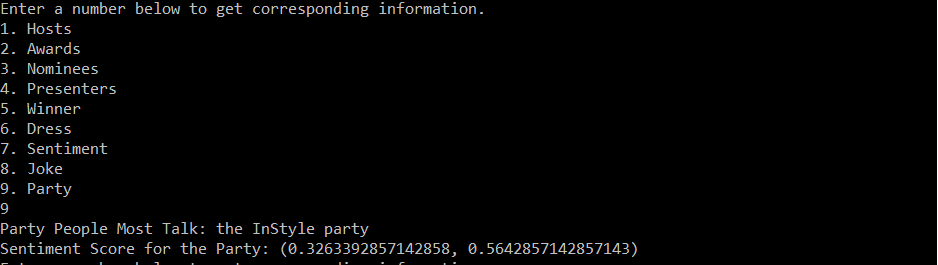 Enter a number below to get corresponding information.
1. Hosts
2. Awards
3. Nominees
4. Presenters
5. Winner
6. Dress
7. Sentiment
8. Joke
9. Party
9
Party People Most Talk: the InStyle party
Sentiment Score for the Party: (0.3263392857142858, 0.5642857142857143)